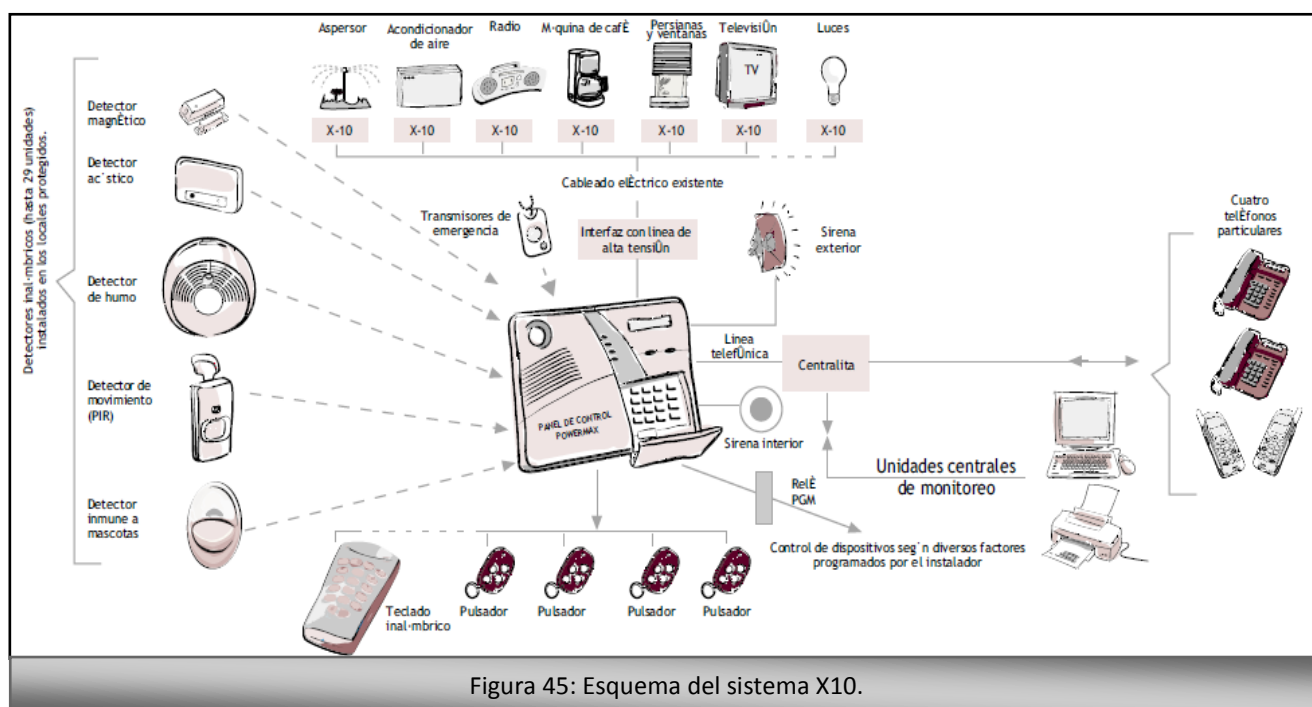 Aspersor
Acondicionador
de aire
Radio
M·quina de cafÈ
Persianas
y ventanas
TelevisiÛn
Luces
TV
X-10
X-10
X-10
X-10
X-10
X-10
X-10
Cableado elÈctrico existente
Interfaz con linea de
alta tensiÛn
Detectores inal·mbricos (hasta 29 unidades)
instalados en los locales protegidos.
Detector
magnÈtico
Detector
ac˙stico
Detector
de humo
Detector de
movimiento
(PIR)
Detector
inmune a
mascotas
Transmisores de
emergencia
Sirena
exterior
PANEL DE CONTROL
POWERMAX
Linea
telefÛnica
Centralita
Sirena interior
Cuatro
telÈfonos
particulares
Unidades centrales
de monitoreo
RelÈ
PGM
Control de dispositivos seg˙n diversos factores
programados por el instalador
Teclado
inal·mbrico
Pulsador
Pulsador
Pulsador
Pulsador
Figura 45: Esquema del sistema X10.